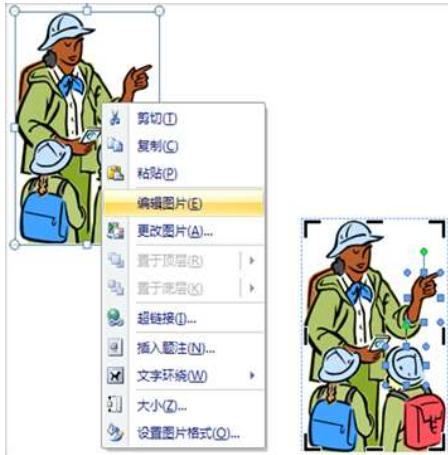 剪切(T)
复制(C)
粘贴(P)
编辑图片(E)
更改图片(A)...
置于顶层(R)
置于底层(K)
超链接(I)...
插入题注(N)...
文字环绕(W)
大小(Z)...
设置图片格式(O)...